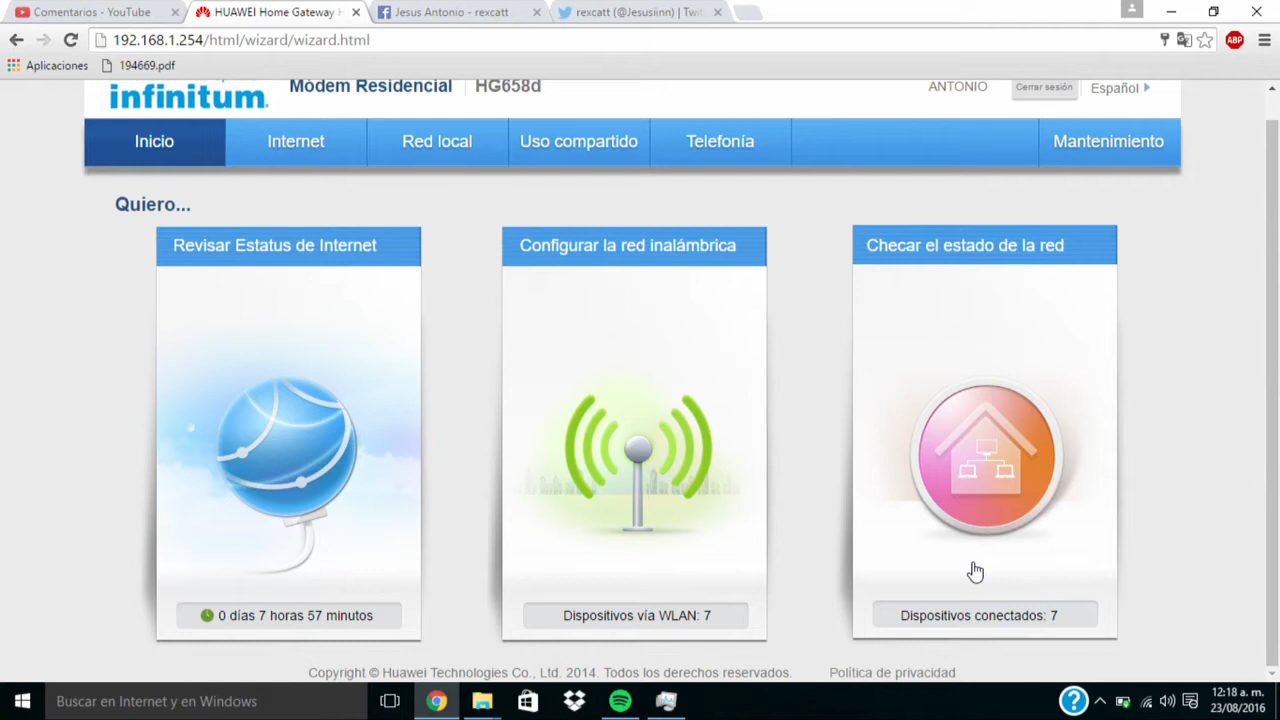 Comentarios - YouTube
HUAWEI Home Gateway H
Jesus Antonio - rexcatt
rexcatt (@Jesusiinn) | Twit
192.168.1.254/html/wizard/wizard.html
ABP
Aplicaciones
194669.pdf
infinitum.
Módem Residencial
HG658d
ANTONIO
Cerrar sesión
Español
Inicio
Internet
Red local
Uso compartido
Telefonía
Mantenimiento
Quiero...
Revisar Estatus de Internet
Configurar la red inalámbrica
Checar el estado de la red
0 días 7 horas 57 minutos
Dispositivos vía WLAN: 7
Dispositivos conectados: 7
Copyright © Huawei Technologies Co., Ltd. 2014. Todos los derechos reservados.
Política de privacidad
Buscar en Internet y en Windows
12:18 a. m.
23/08/2016